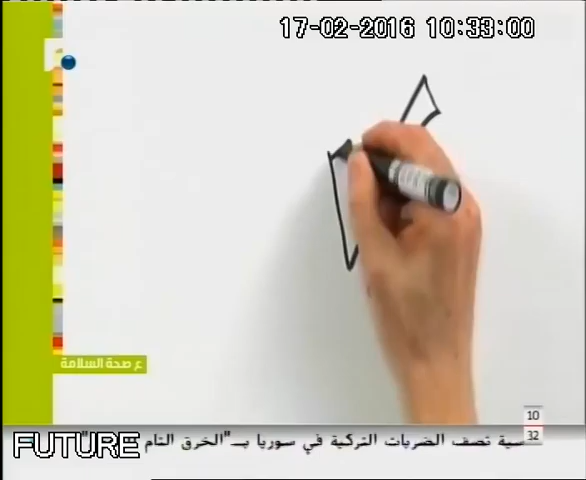 17-02-2016 10:33:00
ع صحة السلامة
10
32
سية تصف الضربات التركية في سوريا بـ"الخرق التام
FUTURE